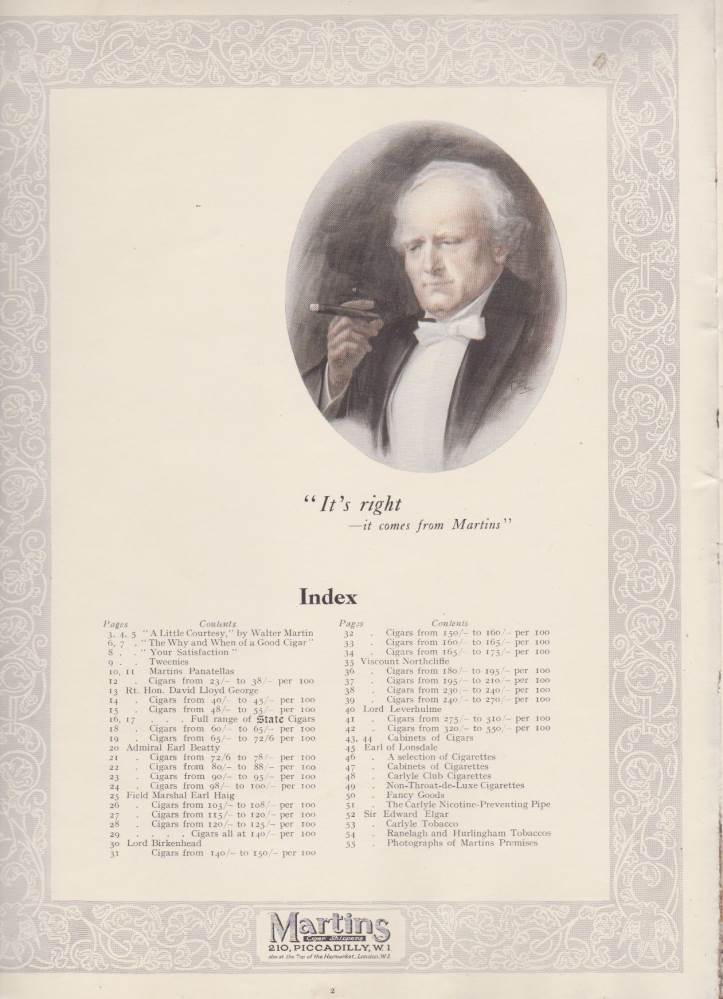 "It's right
—it comes from Martins"
Index
Pages Contents
3, 4, 5 "A Little Courtesy," by Walter Martin
6, 7 . "The Why and When of a Good Cigar"
8 . . "Your Satisfaction"
9 . . Tweenies
10, 11 Martins Panatellas
12 . Cigars from 23/- to 38/- per 100
13 Rt. Hon. David Lloyd George
14 . Cigars from 40/- to 45/- per 100
15 . Cigars from 48/- to 55/- per 100
16, 17 . . . Full range of State Cigars
18 . Cigars from 60/- to 65/- per 100
19 . Cigars from 65/- to 72/6 per 100
20 Admiral Earl Beatty
21 . Cigars from 72/6 to 78/- per 100
22 . Cigars from 80/- to 88/- per 100
23 . Cigars from 90/- to 95/- per 100
24 . Cigars from 98/- to 100/- per 100
25 Field Marshal Earl Haig
26 . Cigars from 103/- to 108/- per 100
27 . Cigars from 115/- to 120/- per 100
28 . Cigars from 120/- to 125/- per 100
29 . . . . Cigars all at 140/- per 100
30 Lord Birkenhead
31 Cigars from 140/- to 150/- per 100
Pages Contents
32 . Cigars from 150/- to 160/- per 100
33 . Cigars from 160/- to 165/- per 100
34 . Cigars from 165/- to 175/- per 100
35 Viscount Northcliffe
36 . Cigars from 180/- to 195/- per 100
37 . Cigars from 195/- to 210/- per 100
38 . Cigars from 230/- to 240/- per 100
39 . Cigars from 240/- to 270/- per 100
40 Lord Leverhulme
41 . Cigars from 275/- to 310/- per 100
42 . Cigars from 320/- to 550/- per 100
43, 44 Cabinets of Cigars
45 Earl of Lonsdale
46 . A selection of Cigarettes
47 . Cabinets of Cigarettes
48 . Carlyle Club Cigarettes
49 . Non-Throat-de-Luxe Cigarettes
50 . Fancy Goods
51 . The Carlyle Nicotine-Preventing Pipe
52 Sir Edward Elgar
53 . Carlyle Tobacco
54 . Ranelagh and Hurlingham Tobaccos
55 . Photographs of Martins Premises
Martins
Cigar Shippers
210, PICCADILLY, W.1
also at the Top of the Haymarket, London, W.1
2